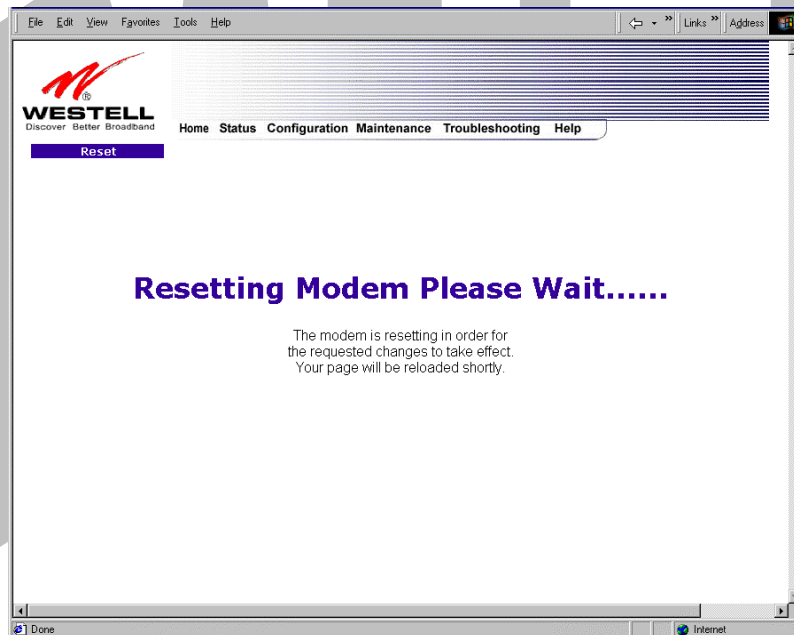 File Edit View Favorites Tools Help
Links » Address
WESTELL
Discover Better Broadband
Home Status Configuration Maintenance Troubleshooting Help
Reset
Resetting Modem Please Wait......
The modem is resetting in order for
the requested changes to take effect.
Your page will be reloaded shortly.
Done
Internet